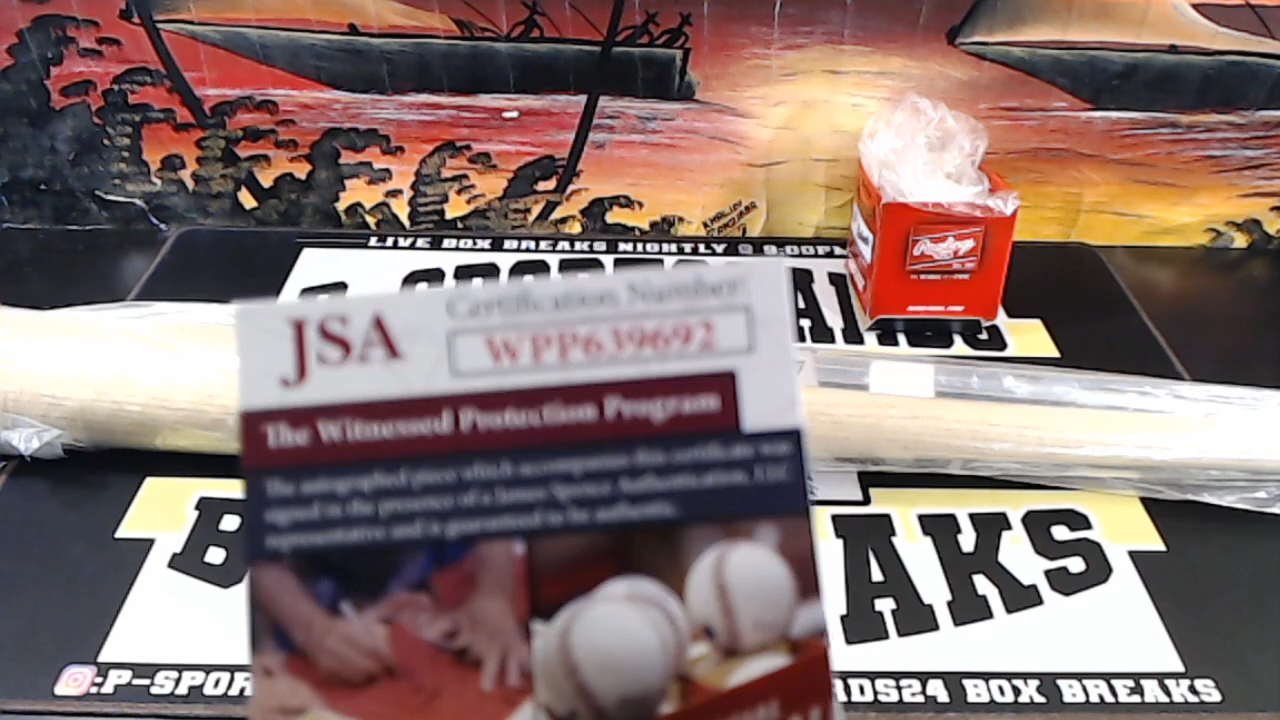 LIVE BOX BREAKS NIGHTLY @ 9:00PM
Rawlings
JSA
Certification Number:
WPP639692
The Witnessed Protection Program
The autographed piece which accompanies this certificate was
signed in the presence of a James Spence Authentication, LLC
representative and is guaranteed to be authentic.
B
AKS
:P-SPOR
RDS24 BOX BREAKS